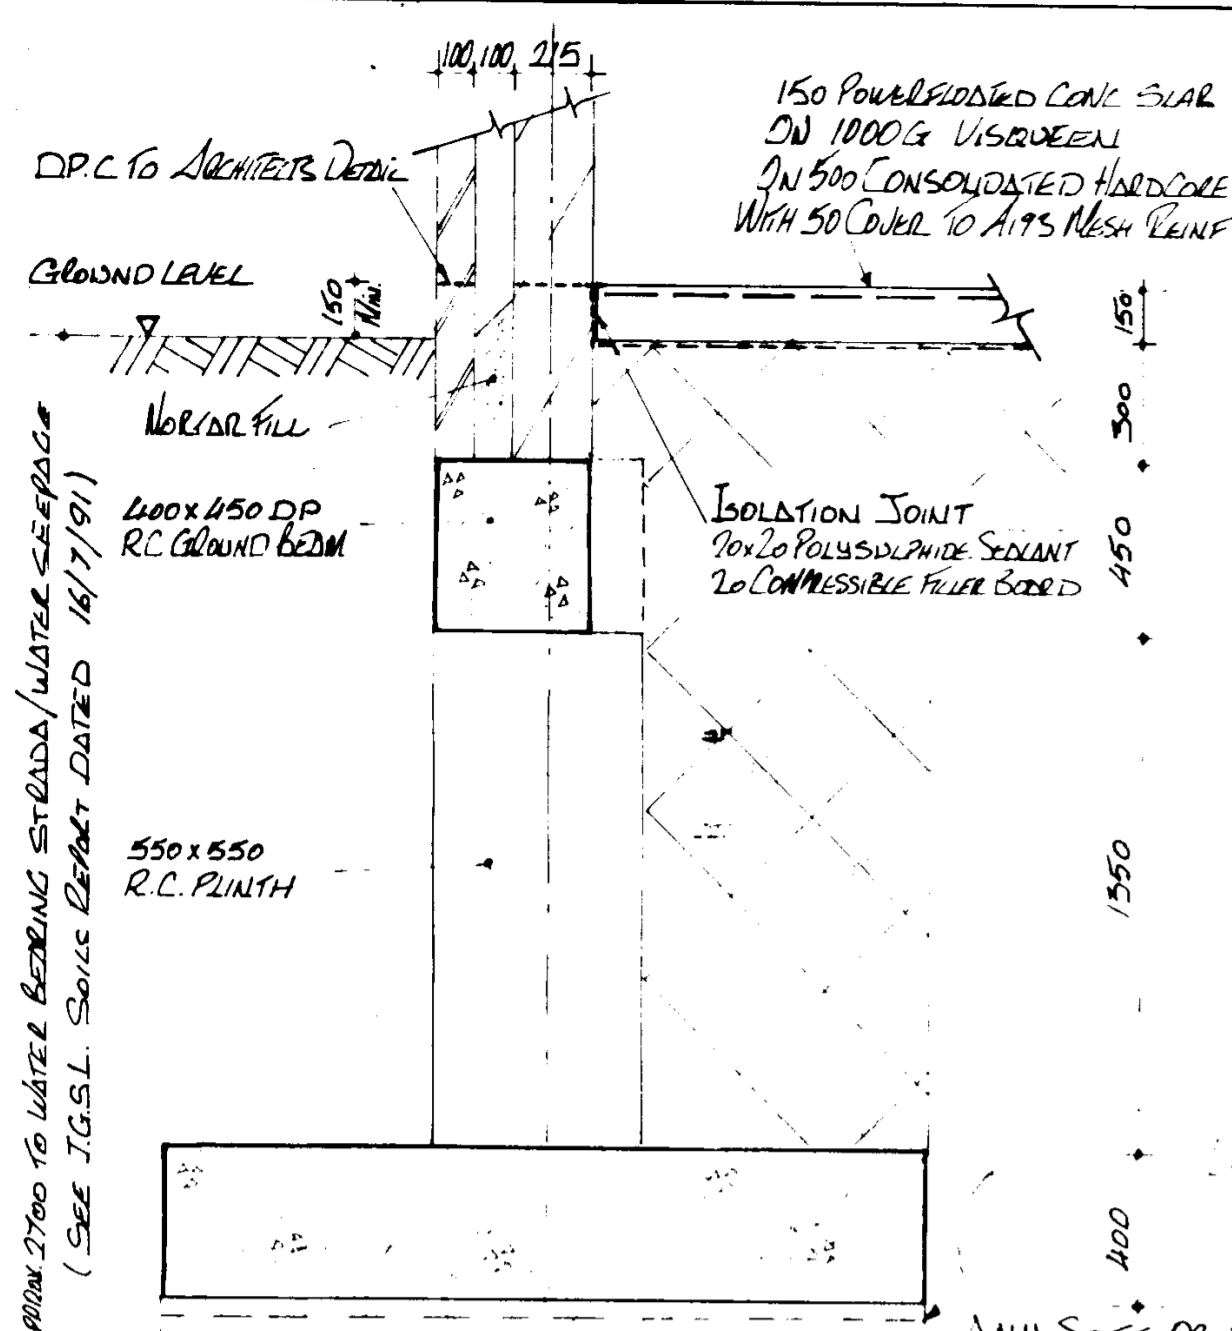 100 100 215
150 POWERFLOATED CONC SLAB
ON 1000G VISQUEEN
ON 500 CONSOLIDATED HARDCORE
WITH 50 COVER TO A193 MESH REINF
D.P.C TO ARCHITECTS DETAIL
GROUND LEVEL
150 MIN.
150
MORTAR FILL
300
400 x 450 DP
R.C GROUND BEAM
ISOLATION JOINT
20x20 POLYSULPHIDE SEALANT
20 COMPRESSIBLE FILLER BOARD
450
550 x 550
R.C. PLINTH
1350
400
APPROX. 2700 TO WATER BEARING STRADA/WATER SEEPAGE
(SEE I.G.S.L. SOILS REPORT DATED 16/7/91)